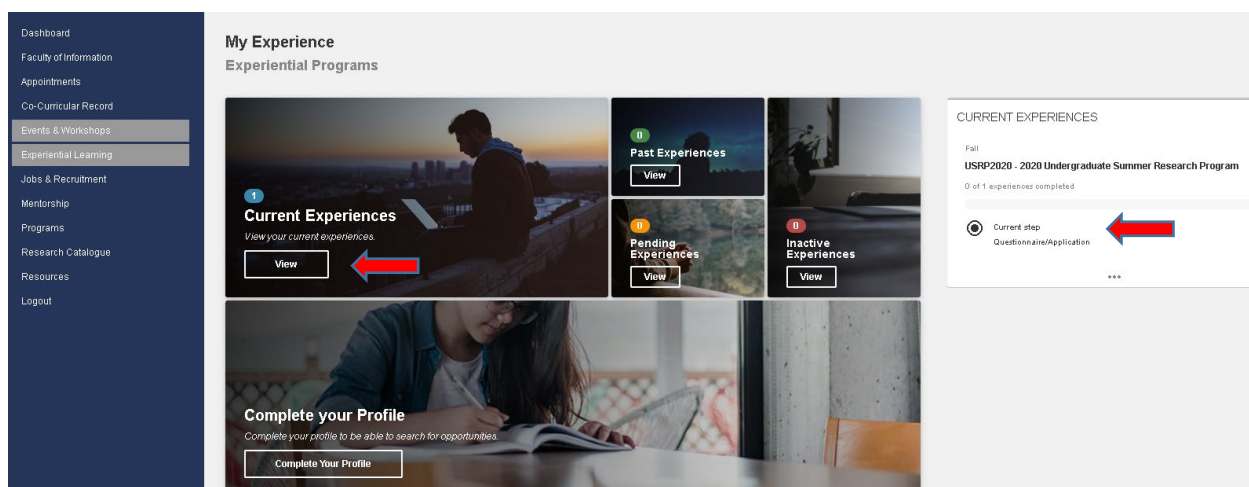 Dashboard
Faculty of Information
Appointments
Co-Curricular Record
Events & Workshops
Experiential Learning
Jobs & Recruitment
Mentorship
Programs
Research Catalogue
Resources
Logout
My Experience
Experiential Programs
1
Current Experiences
View your current experiences.
View
0
Past Experiences
View
0
Pending
Experiences
View
0
Inactive
Experiences
View
Complete your Profile
Complete your profile to be able to search for opportunities.
Complete Your Profile
CURRENT EXPERIENCES
Fall
USRP2020 - 2020 Undergraduate Summer Research Program
0 of 1 experiences completed
Current step
Questionnaire/Application